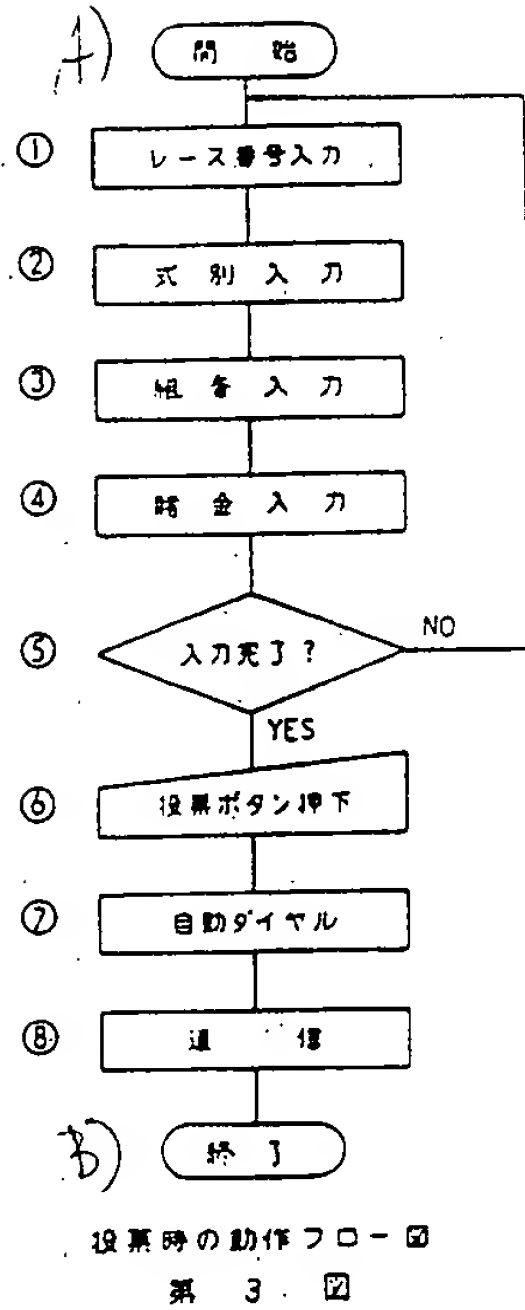 A)
開始
① レース番号入力
② 式別入力
③ 組番入力
④ 賭金入力
⑤ 入力完了?
NO
YES
⑥ 投票ボタン押下
⑦ 自動ダイヤル
⑧ 通信
B)
終了
投票時の動作フロー図
第3図